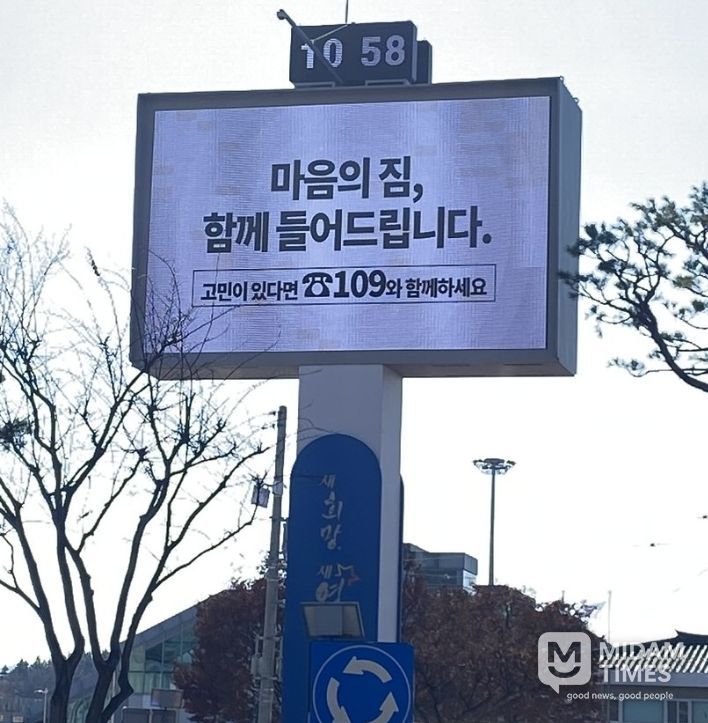 10 58
마음의 짐,
함께 들어드립니다.
고민이 있다면 ☎109와 함께하세요
새
희
망.
새
MIDAM
TIMES
good news, good people